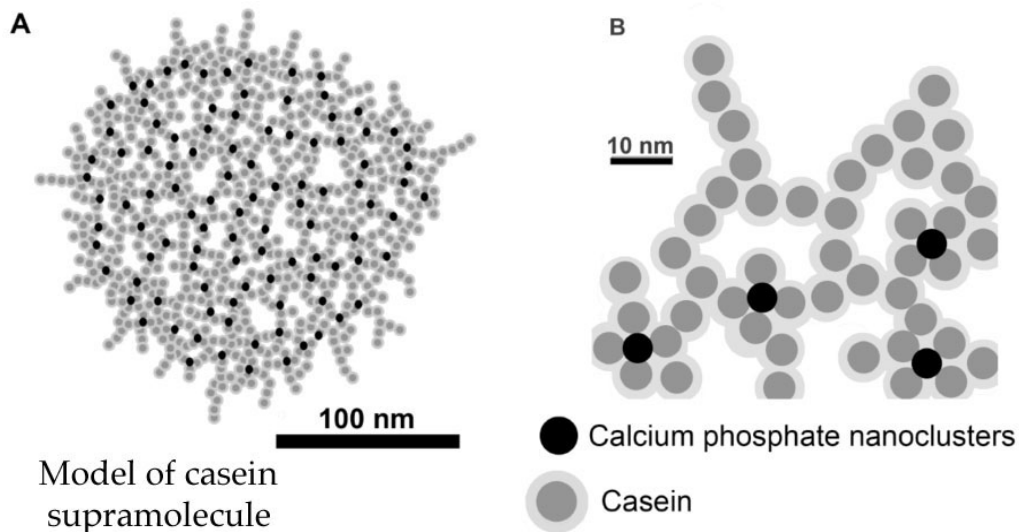 A
B
10 nm
100 nm
Model of casein
supramolecule
Calcium phosphate nanoclusters
Casein